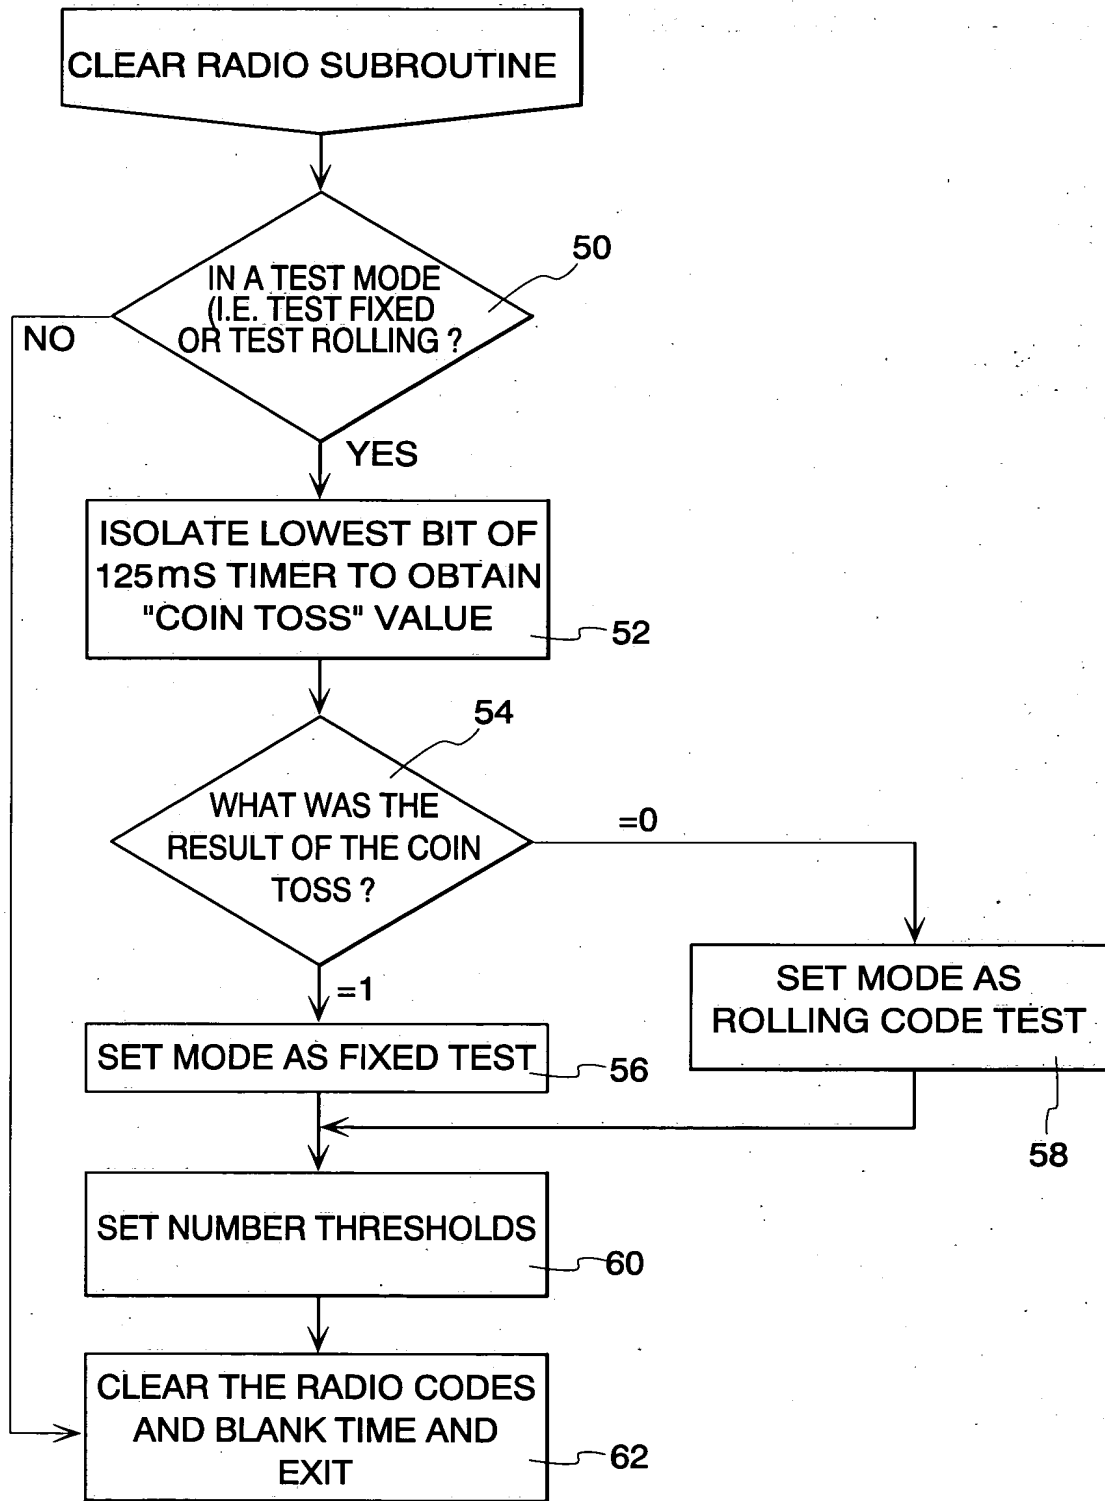 CLEAR RADIO SUBROUTINE
50
IN A TEST MODE
(I.E. TEST FIXED
OR TEST ROLLING ?
NO
YES
ISOLATE LOWEST BIT OF
125mS TIMER TO OBTAIN
"COIN TOSS" VALUE
52
54
WHAT WAS THE
RESULT OF THE COIN
TOSS ?
=0
=1
SET MODE AS
ROLLING CODE TEST
58
SET MODE AS FIXED TEST
56
SET NUMBER THRESHOLDS
60
CLEAR THE RADIO CODES
AND BLANK TIME AND
EXIT
62